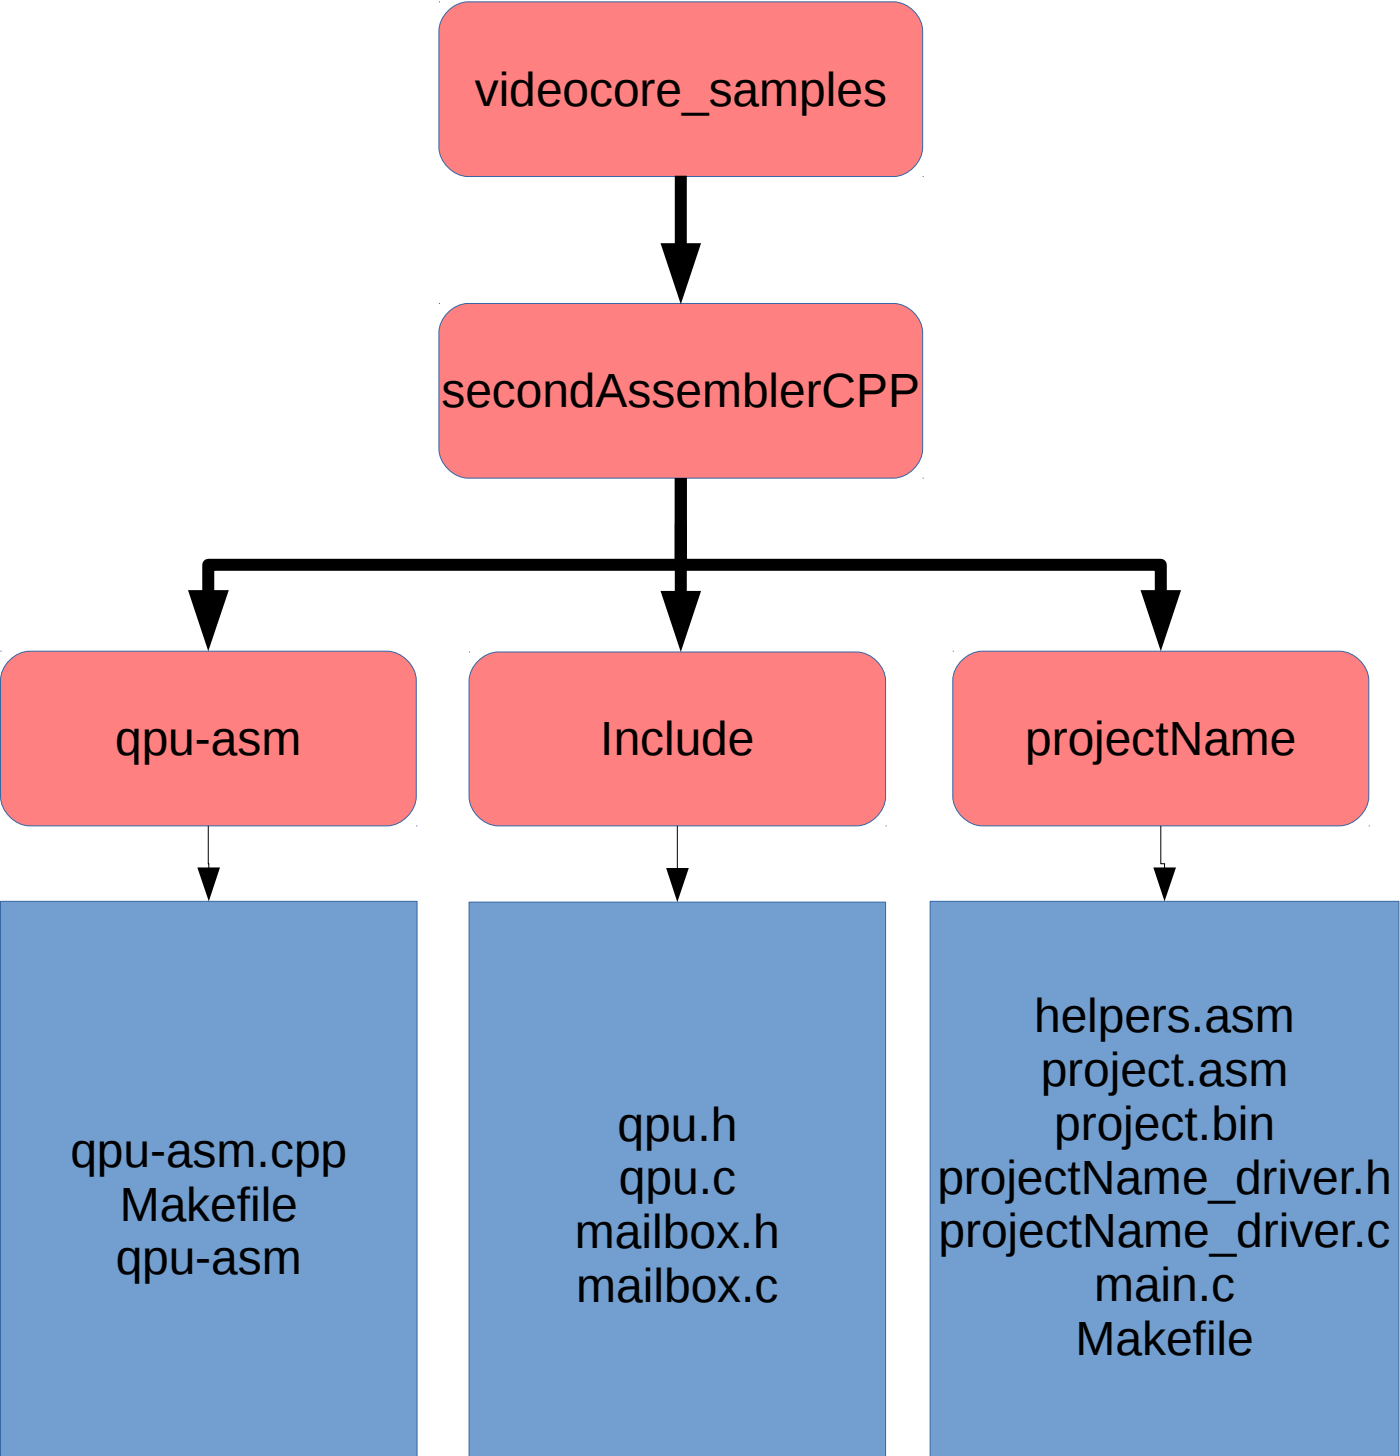 videocore_samples
secondAssemblerCPP
qpu-asm
Include
projectName
qpu-asm.cpp
Makefile
qpu-asm
qpu.h
qpu.c
mailbox.h
mailbox.c
helpers.asm
project.asm
project.bin
projectName_driver.h
projectName_driver.c
main.c
Makefile